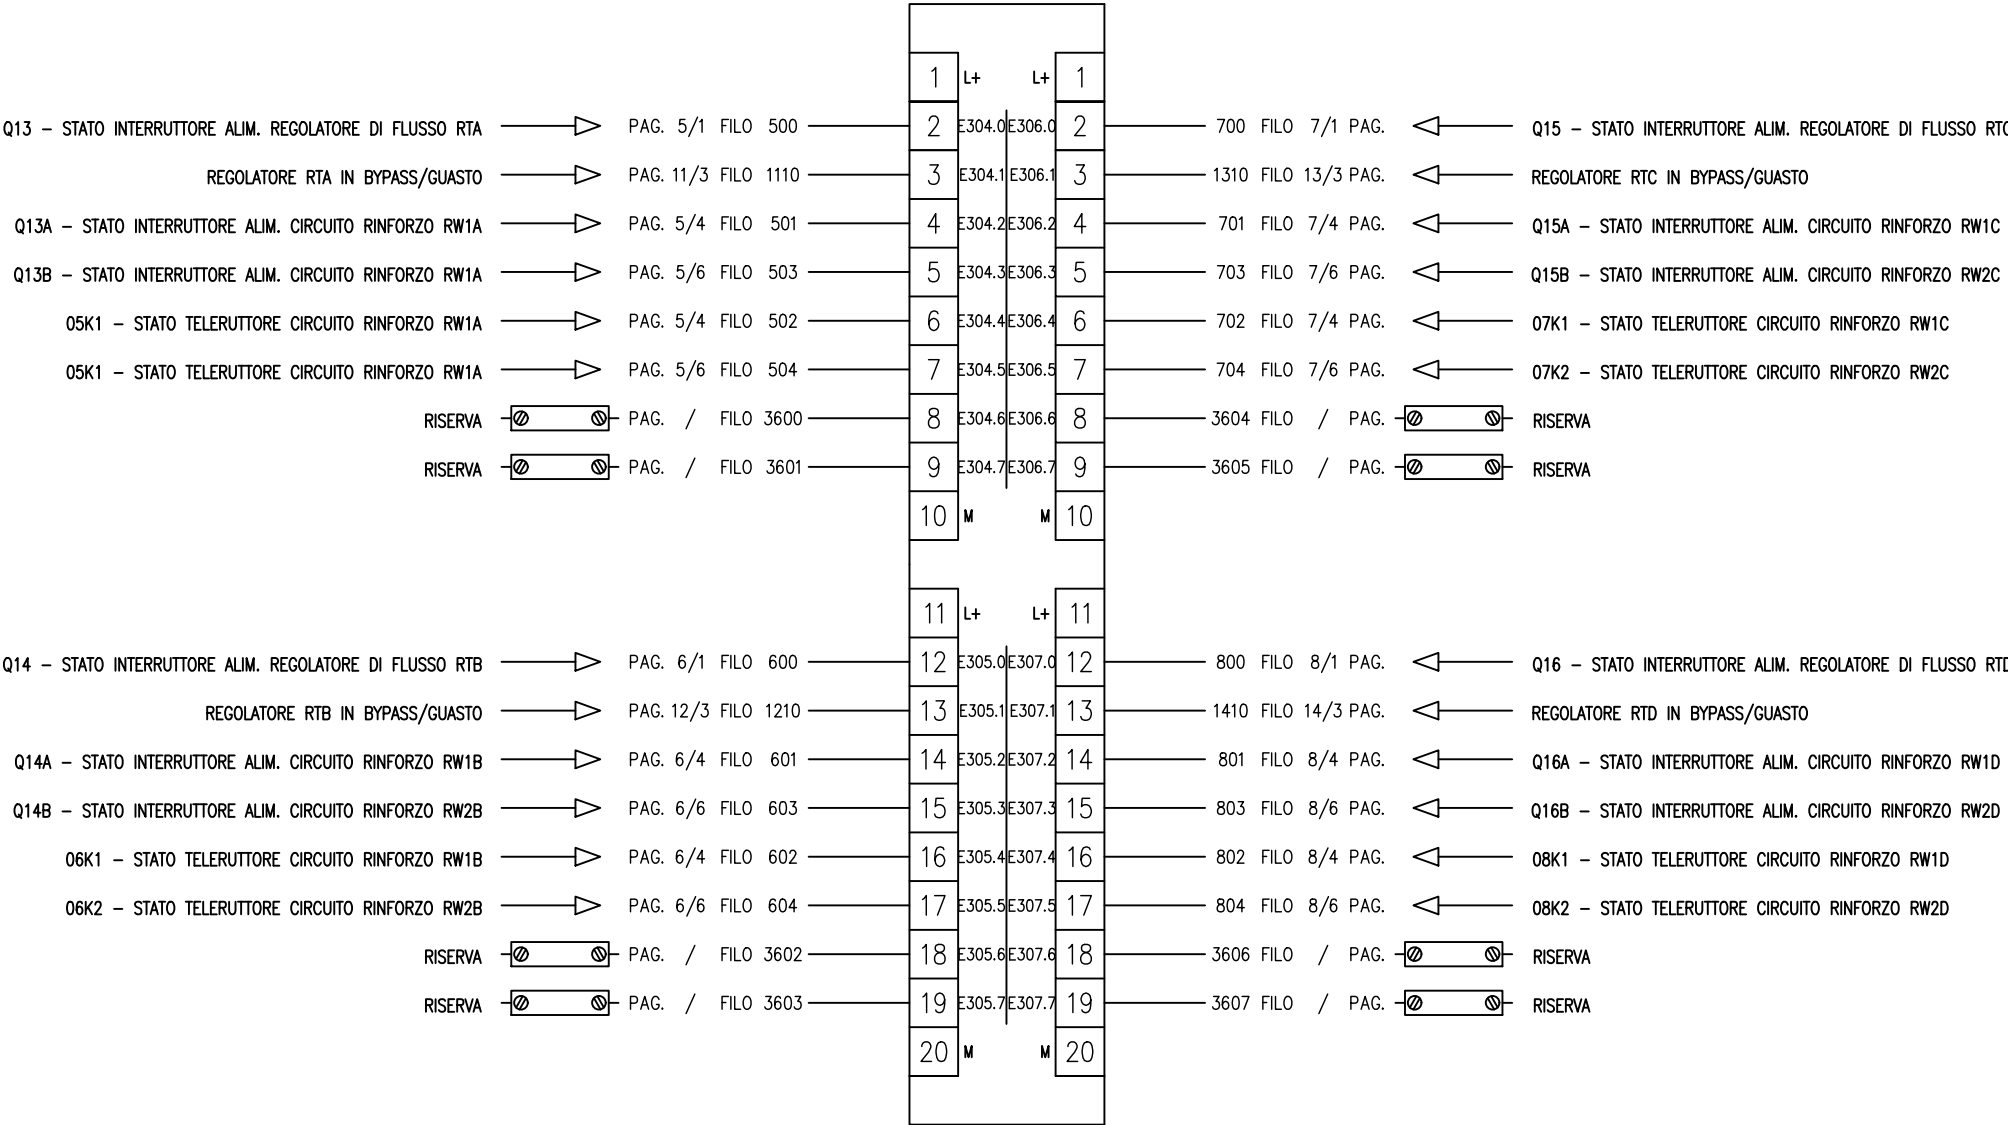 1 L+ L+ 1
Q13 – STATO INTERRUTTORE ALIM. REGOLATORE DI FLUSSO RTA PAG. 5/1 FILO 500 2 E304.0 E306.0 2 700 FILO 7/1 PAG. Q15 – STATO INTERRUTTORE ALIM. REGOLATORE DI FLUSSO RTC
REGOLATORE RTA IN BYPASS/GUASTO PAG. 11/3 FILO 1110 3 E304.1 E306.1 3 1310 FILO 13/3 PAG. REGOLATORE RTC IN BYPASS/GUASTO
Q13A – STATO INTERRUTTORE ALIM. CIRCUITO RINFORZO RW1A PAG. 5/4 FILO 501 4 E304.2 E306.2 4 701 FILO 7/4 PAG. Q15A – STATO INTERRUTTORE ALIM. CIRCUITO RINFORZO RW1C
Q13B – STATO INTERRUTTORE ALIM. CIRCUITO RINFORZO RW1A PAG. 5/6 FILO 503 5 E304.3 E306.3 5 703 FILO 7/6 PAG. Q15B – STATO INTERRUTTORE ALIM. CIRCUITO RINFORZO RW2C
05K1 – STATO TELERUTTORE CIRCUITO RINFORZO RW1A PAG. 5/4 FILO 502 6 E304.4 E306.4 6 702 FILO 7/4 PAG. 07K1 – STATO TELERUTTORE CIRCUITO RINFORZO RW1C
05K1 – STATO TELERUTTORE CIRCUITO RINFORZO RW1A PAG. 5/6 FILO 504 7 E304.5 E306.5 7 704 FILO 7/6 PAG. 07K2 – STATO TELERUTTORE CIRCUITO RINFORZO RW2C
RISERVA PAG. / FILO 3600 8 E304.6 E306.6 8 3604 FILO / PAG. RISERVA
RISERVA PAG. / FILO 3601 9 E304.7 E306.7 9 3605 FILO / PAG. RISERVA
10 M M 10
11 L+ L+ 11
Q14 – STATO INTERRUTTORE ALIM. REGOLATORE DI FLUSSO RTB PAG. 6/1 FILO 600 12 E305.0 E307.0 12 800 FILO 8/1 PAG. Q16 – STATO INTERRUTTORE ALIM. REGOLATORE DI FLUSSO RTD
REGOLATORE RTB IN BYPASS/GUASTO PAG. 12/3 FILO 1210 13 E305.1 E307.1 13 1410 FILO 14/3 PAG. REGOLATORE RTD IN BYPASS/GUASTO
Q14A – STATO INTERRUTTORE ALIM. CIRCUITO RINFORZO RW1B PAG. 6/4 FILO 601 14 E305.2 E307.2 14 801 FILO 8/4 PAG. Q16A – STATO INTERRUTTORE ALIM. CIRCUITO RINFORZO RW1D
Q14B – STATO INTERRUTTORE ALIM. CIRCUITO RINFORZO RW2B PAG. 6/6 FILO 603 15 E305.3 E307.3 15 803 FILO 8/6 PAG. Q16B – STATO INTERRUTTORE ALIM. CIRCUITO RINFORZO RW2D
06K1 – STATO TELERUTTORE CIRCUITO RINFORZO RW1B PAG. 6/4 FILO 602 16 E305.4 E307.4 16 802 FILO 8/4 PAG. 08K1 – STATO TELERUTTORE CIRCUITO RINFORZO RW1D
06K2 – STATO TELERUTTORE CIRCUITO RINFORZO RW2B PAG. 6/6 FILO 604 17 E305.5 E307.5 17 804 FILO 8/6 PAG. 08K2 – STATO TELERUTTORE CIRCUITO RINFORZO RW2D
RISERVA PAG. / FILO 3602 18 E305.6 E307.6 18 3606 FILO / PAG. RISERVA
RISERVA PAG. / FILO 3603 19 E305.7 E307.7 19 3607 FILO / PAG. RISERVA
20 M M 20